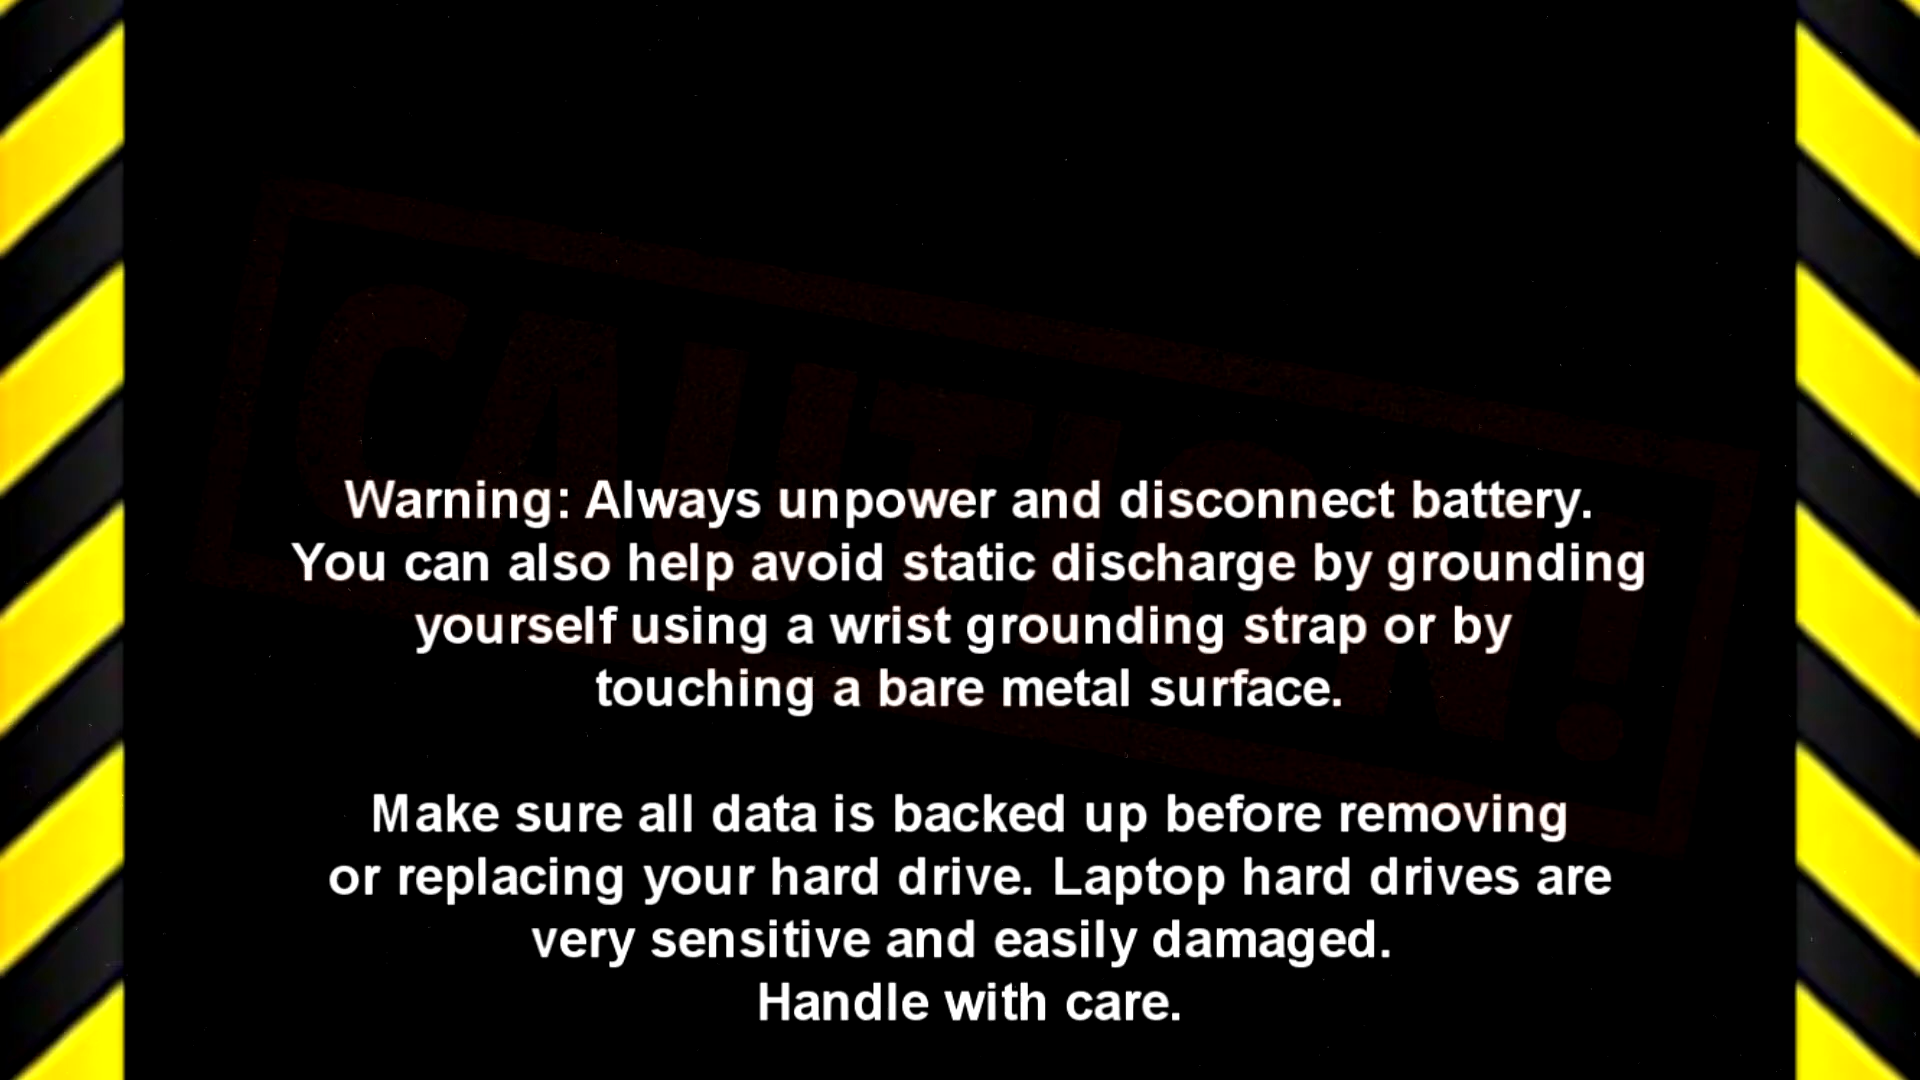 CAUTION!
Warning: Always unpower and disconnect battery.
You can also help avoid static discharge by grounding
yourself using a wrist grounding strap or by
touching a bare metal surface.
Make sure all data is backed up before removing
or replacing your hard drive. Laptop hard drives are
very sensitive and easily damaged.
Handle with care.